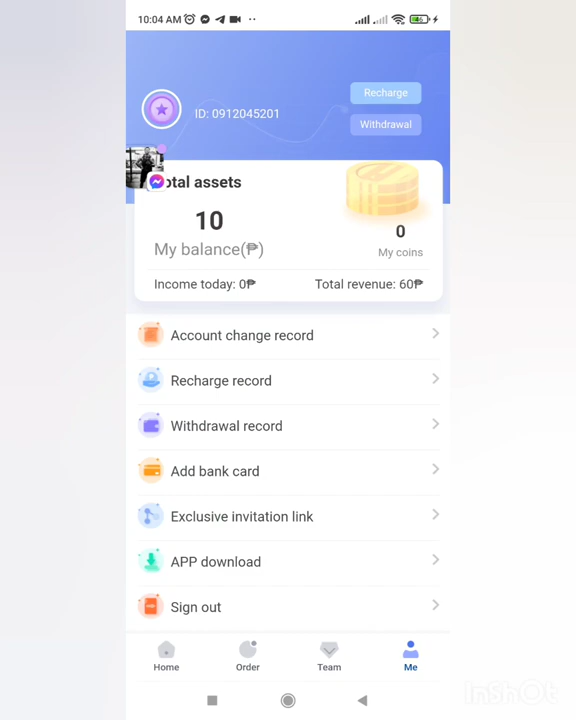 10:04 AM
46
Recharge
ID: 0912045201
Withdrawal
otal assets
10
My balance(₱)
0
My coins
Income today: 0₱
Total revenue: 60₱
Account change record
Recharge record
Withdrawal record
Add bank card
Exclusive invitation link
APP download
Sign out
Home
Order
Team
Me
InShOt